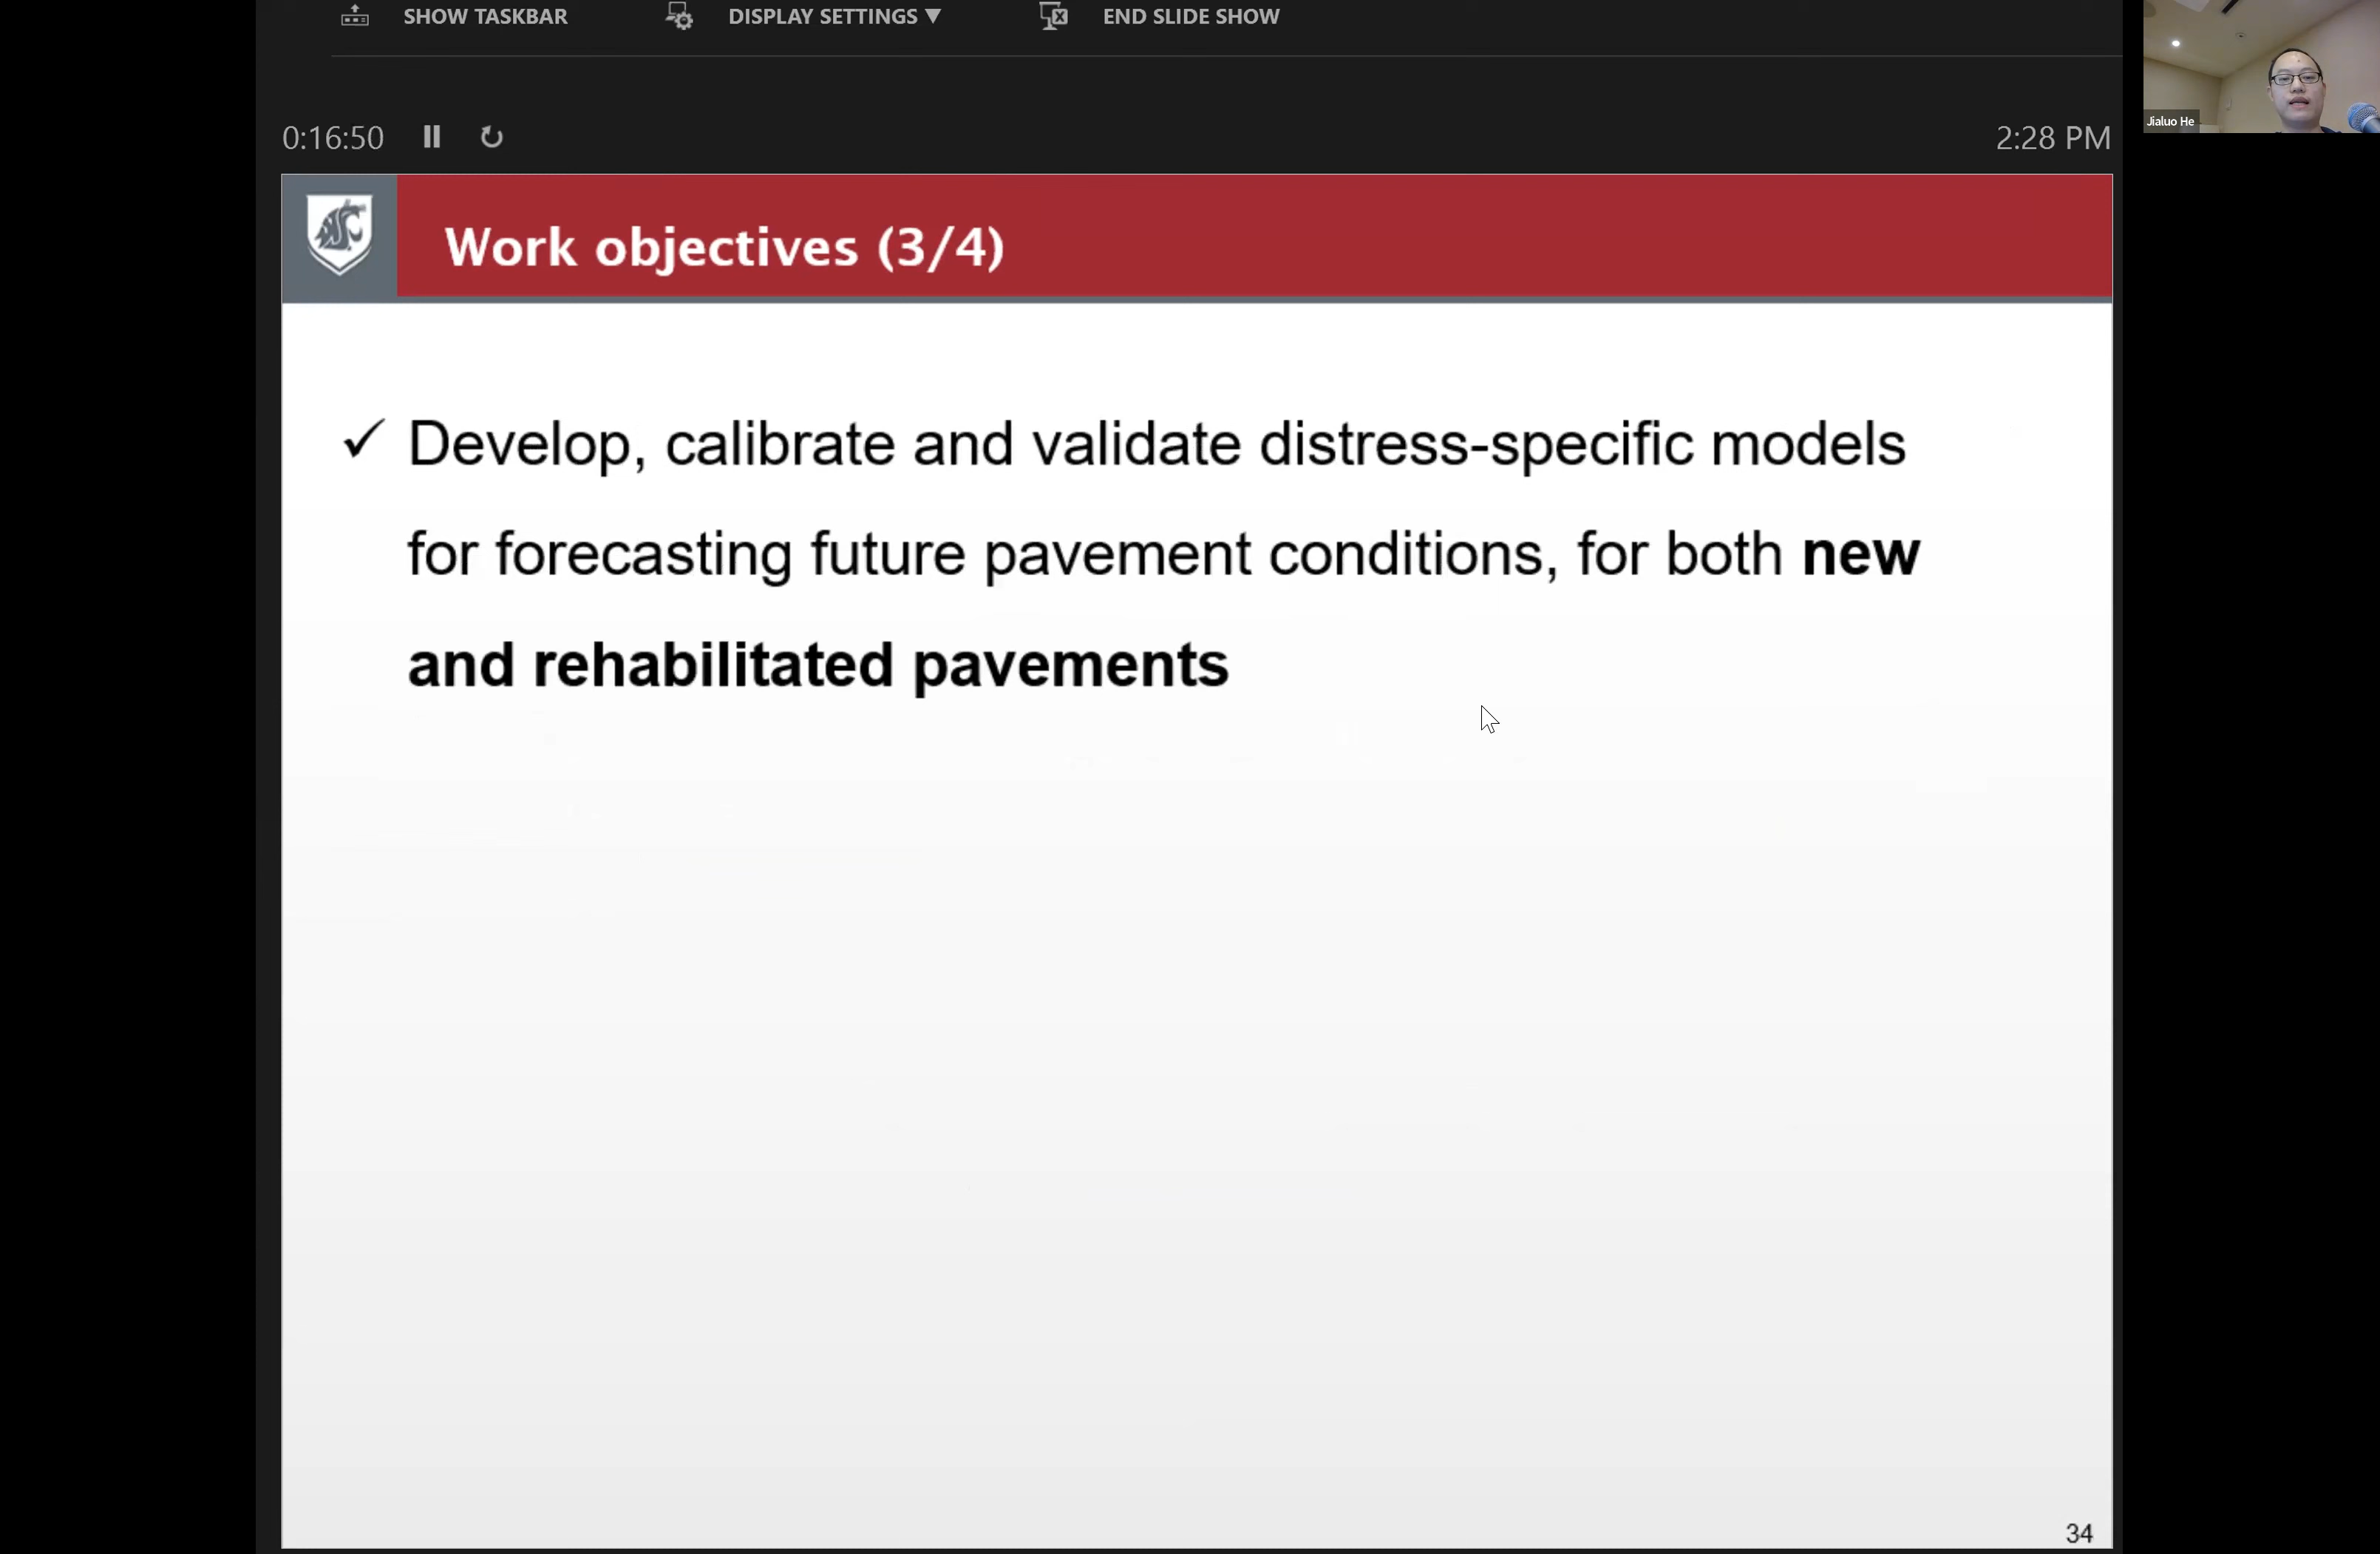 SHOW TASKBAR DISPLAY SETTINGS ▼ END SLIDE SHOW
Jialuo He
0:16:50 2:28 PM
Work objectives (3/4)
✓ Develop, calibrate and validate distress-specific models
for forecasting future pavement conditions, for both new
and rehabilitated pavements
34